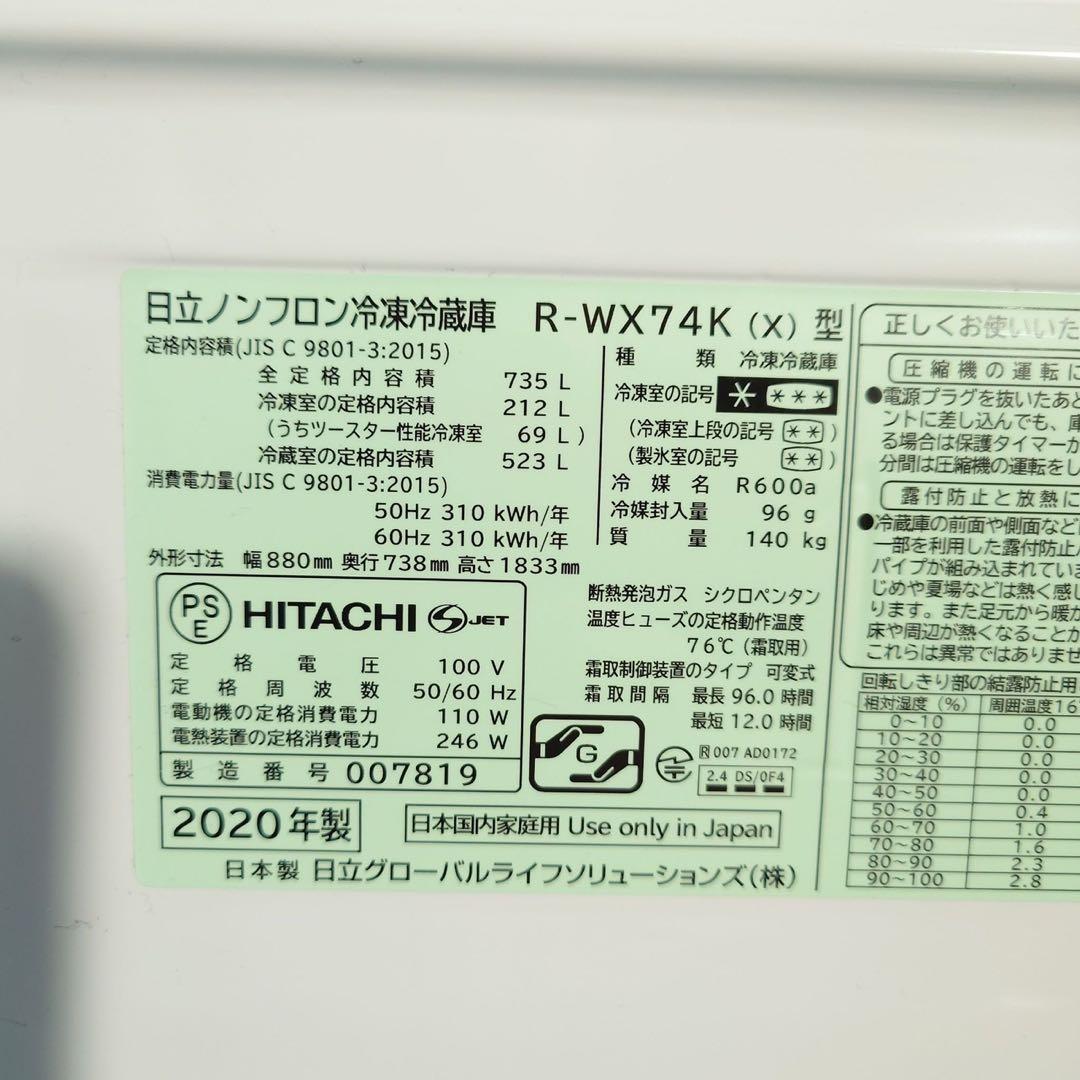 日立ノンフロン冷凍冷蔵庫 R-WX74K (X) 型
定格内容積(JIS C 9801-3:2015)
全定格内容積 735 L
冷凍室の定格内容積 212 L
(うちツースター性能冷凍室 69 L )
冷蔵室の定格内容積 523 L
消費電力量(JIS C 9801-3:2015)
50Hz 310 kWh/年
60Hz 310 kWh/年
外形寸法 幅 880mm 奥行 738mm 高さ 1833mm
種類 冷凍冷蔵庫
冷凍室の記号 * ***
(冷凍室上段の記号 ** )
(製氷室の記号 ** )
冷媒名 R600a
冷媒封入量 96 g
質量 140 kg
PS
E
HITACHI S JET
定格電圧 100 V
定格周波数 50/60 Hz
電動機の定格消費電力 110 W
電熱装置の定格消費電力 246 W
製造番号 007819
断熱発泡ガス シクロペンタン
温度ヒューズの定格動作温度
76℃ (霜取用)
霜取制御装置のタイプ 可変式
霜取間隔 最長 96.0 時間
最短 12.0 時間
G
R 007 AD0172
2.4 DS/OF4
2020 年製
日本国内家庭用 Use only in Japan
日本製 日立グローバルライフソリューションズ(株)
正しくお使いいた
圧縮機の運転に
●電源プラグを抜いたあと
ントに差し込んでも、庫
る場合は保護タイマーか
分間は圧縮機の運転をし
露付防止と放熱に
●冷蔵庫の前面や側面など
一部を利用した露付防止
パイプが組み込まれていま
じめや夏場などは熱く感し
ります。また足元から暖か
床や周辺が熱くなることか
これらは異常ではありませ
回転しきり部の結露防止用
相対湿度 (%) 周囲温度16
0~10 0.0
10~20 0.0
20~30 0.0
30~40 0.0
40~50 0.0
50~60 0.4
60~70 1.0
70~80 1.6
80~90 2.3
90~100 2.8